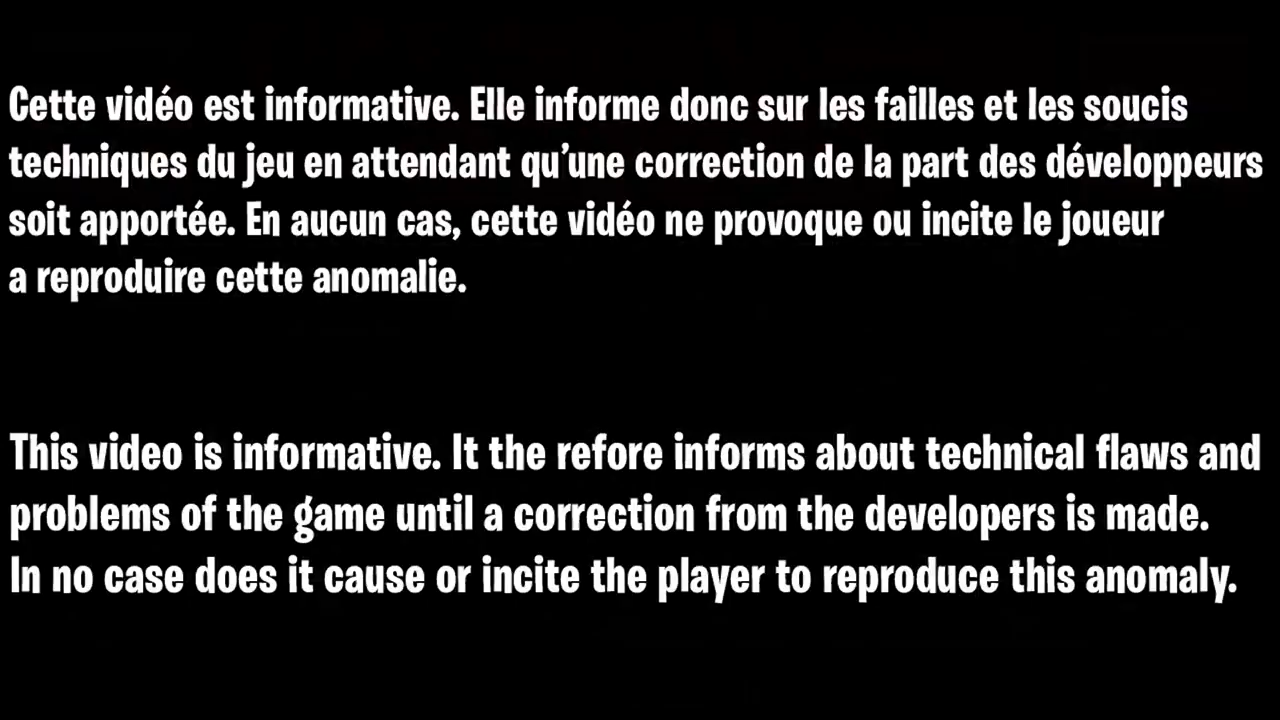 Cette vidéo est informative. Elle informe donc sur les failles et les soucis
techniques du jeu en attendant qu’une correction de la part des développeurs
soit apportée. En aucun cas, cette vidéo ne provoque ou incite le joueur
a reproduire cette anomalie.
This video is informative. It the refore informs about technical flaws and
problems of the game until a correction from the developers is made.
In no case does it cause or incite the player to reproduce this anomaly.